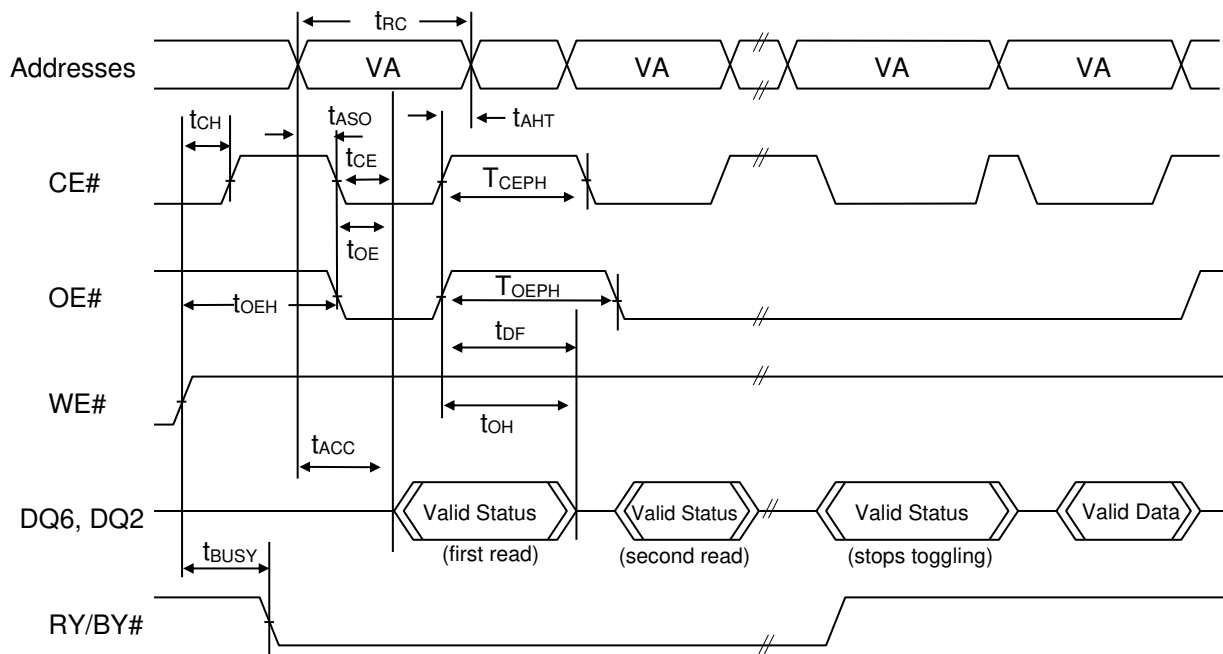 tRC
Addresses VA VA VA VA
tCH tASO tAHT
CE# tCE TCEPH
tOE
OE# tOEH TOEPH
tDF
WE#
tOH
tACC
DQ6, DQ2 Valid Status Valid Status Valid Status Valid Data
(first read) (second read) (stops toggling)
tBUSY
RY/BY#